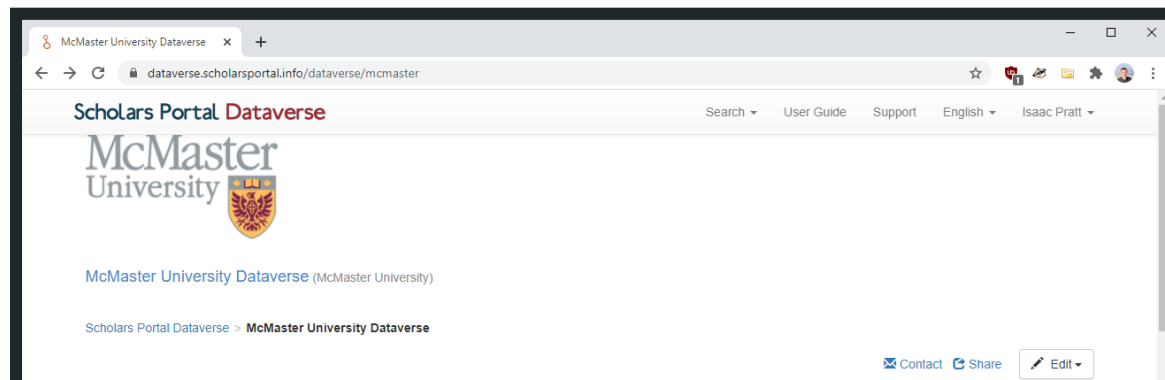 McMaster University Dataverse
dataverse.scholarsportal.info/dataverse/mcmaster
1
Scholars Portal Dataverse Search User Guide Support English Isaac Pratt
McMaster
University
McMaster University Dataverse (McMaster University)
Scholars Portal Dataverse > McMaster University Dataverse
Contact Share Edit